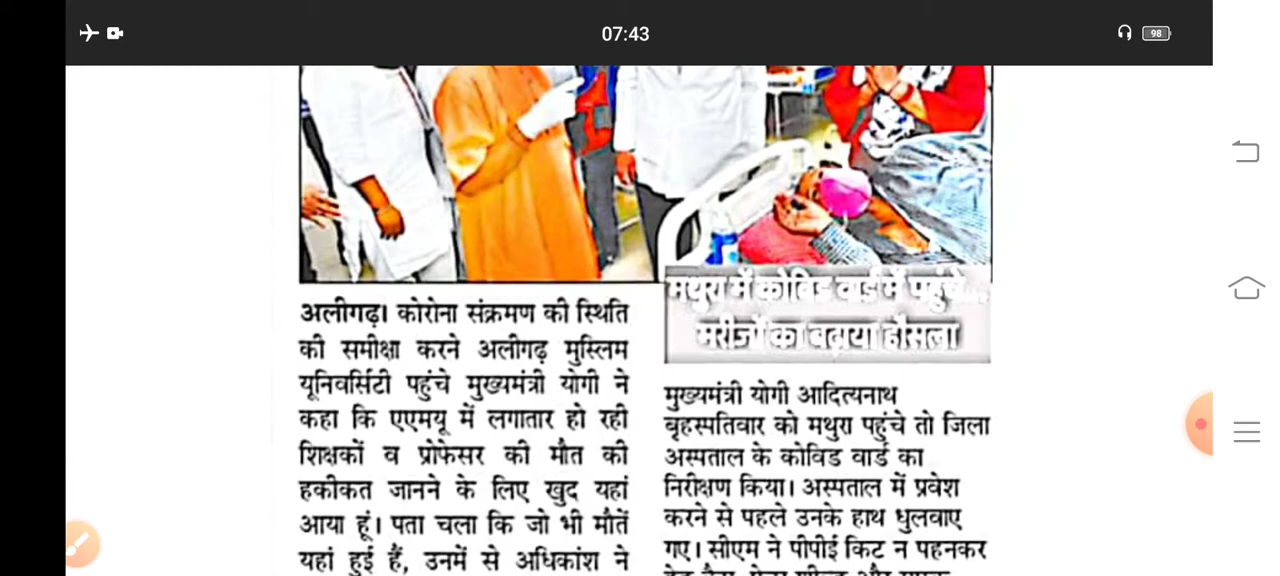 07:43
98
अलीगढ़। कोरोना संक्रमण की स्थिति
की समीक्षा करने अलीगढ़ मुस्लिम
यूनिवर्सिटी पहुंचे मुख्यमंत्री योगी ने
कहा कि एएमयू में लगातार हो रही
शिक्षकों व प्रोफेसर की मौत की
हकीकत जानने के लिए खुद यहां
आया हूं। पता चला कि जो भी मौतें
यहां हुई हैं, उनमें से अधिकांश ने
मथुरा में कोविड वार्ड में पहुंचे...
मरीजों का बढ़ाया हौसला
मुख्यमंत्री योगी आदित्यनाथ
बृहस्पतिवार को मथुरा पहुंचे तो जिला
अस्पताल के कोविड वार्ड का
निरीक्षण किया। अस्पताल में प्रवेश
करने से पहले उनके हाथ धुलवाए
गए। सीएम ने पीपीई किट न पहनकर